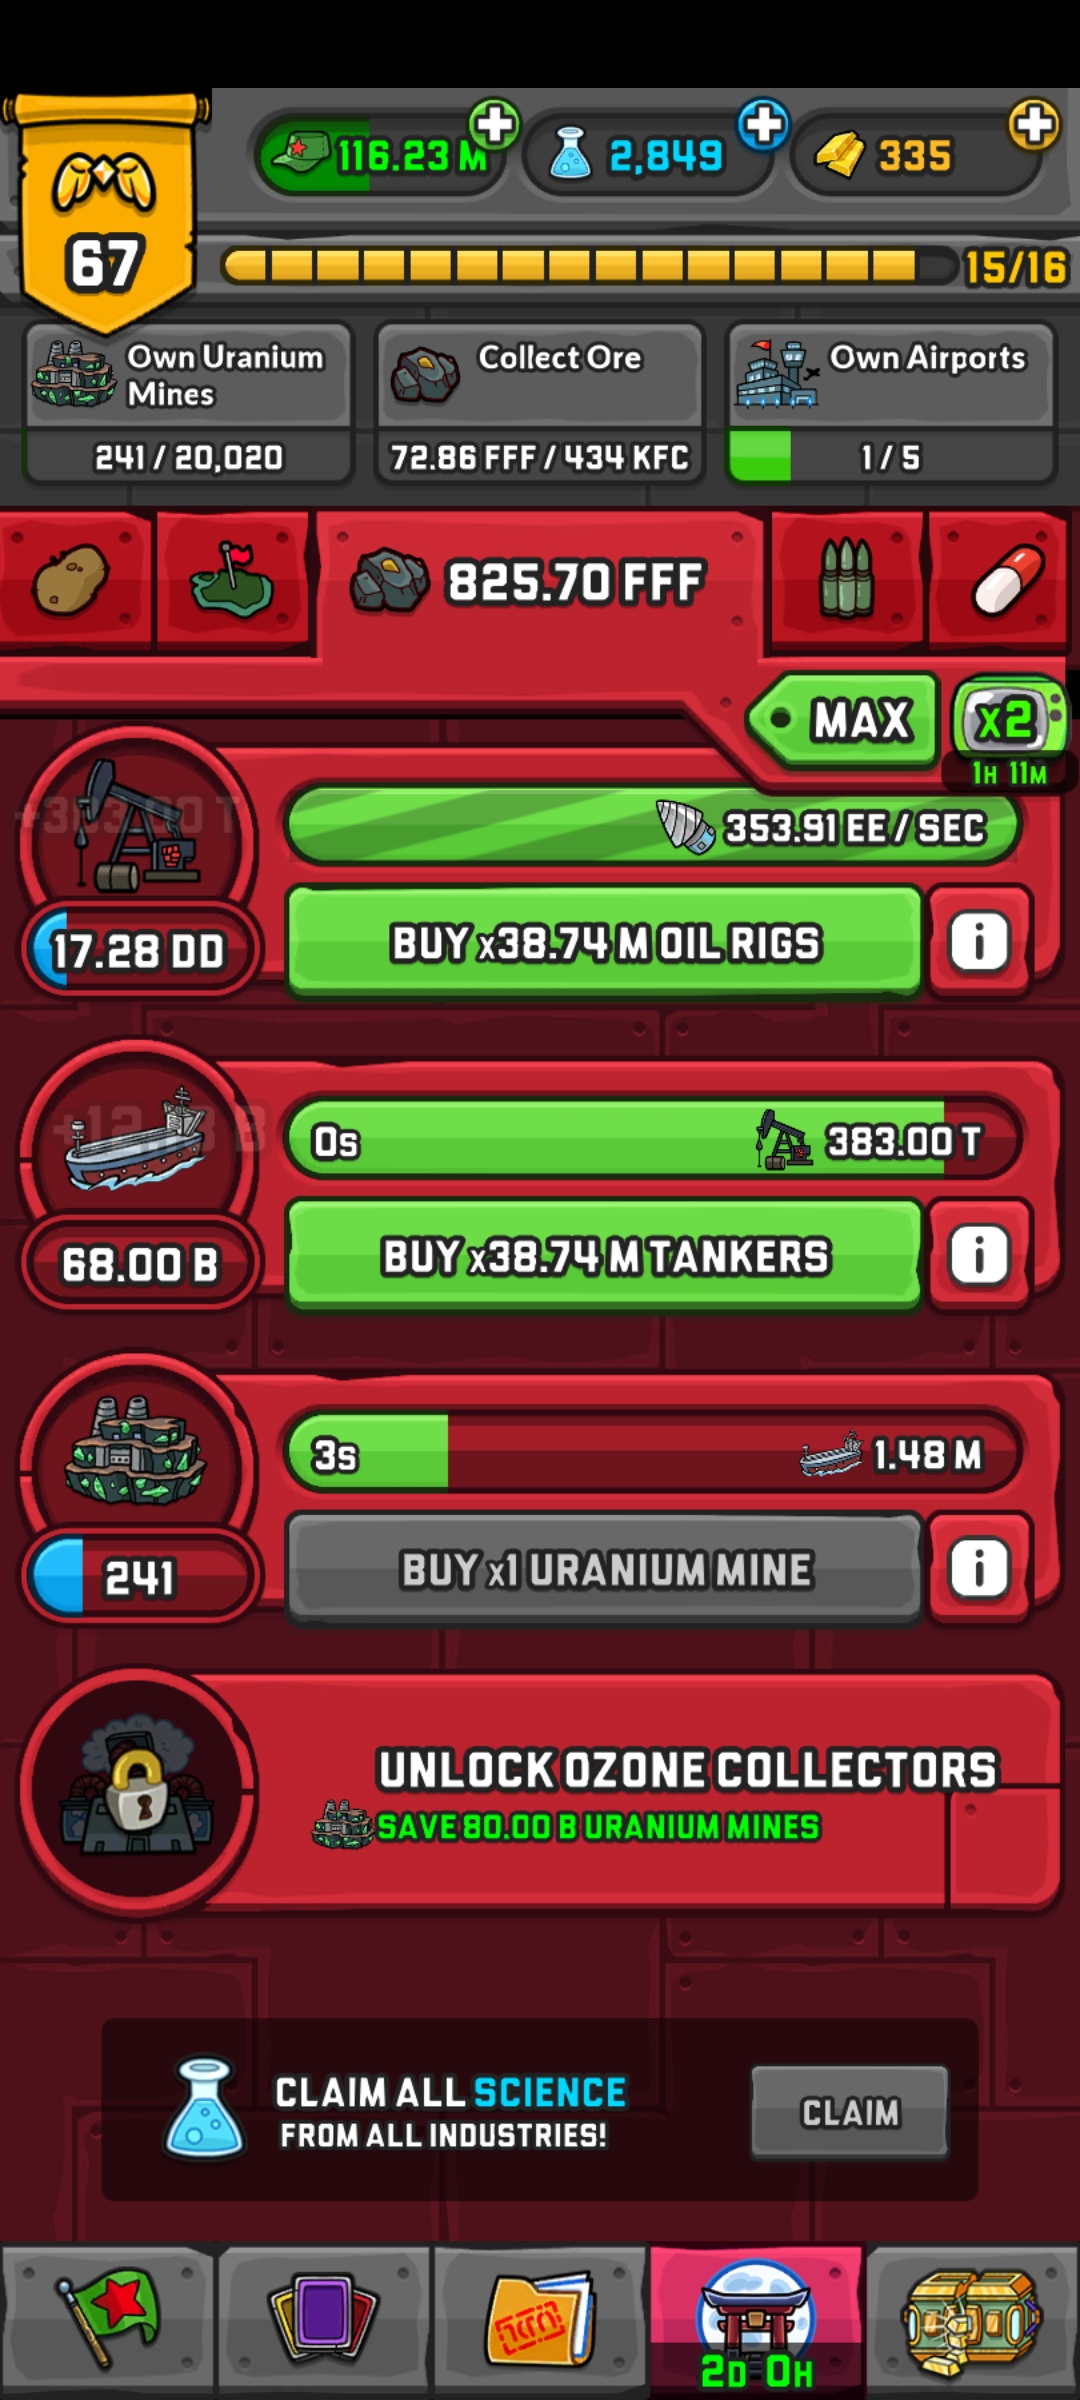 116.23 M
2,849
335
67
15/16
Own Uranium
Mines
241 / 20,020
Collect Ore
72.86 FFF / 434 KFC
Own Airports
1 / 5
825.70 FFF
MAX
x2
1H 11M
+383.00 T
353.91 EE / SEC
17.28 DD
BUY x38.74 M OIL RIGS
0s
383.00 T
68.00 B
BUY x38.74 M TANKERS
3s
1.48 M
241
BUY x1 URANIUM MINE
UNLOCK OZONE COLLECTORS
SAVE 80.00 B URANIUM MINES
CLAIM ALL SCIENCE
FROM ALL INDUSTRIES!
CLAIM
2D 0H